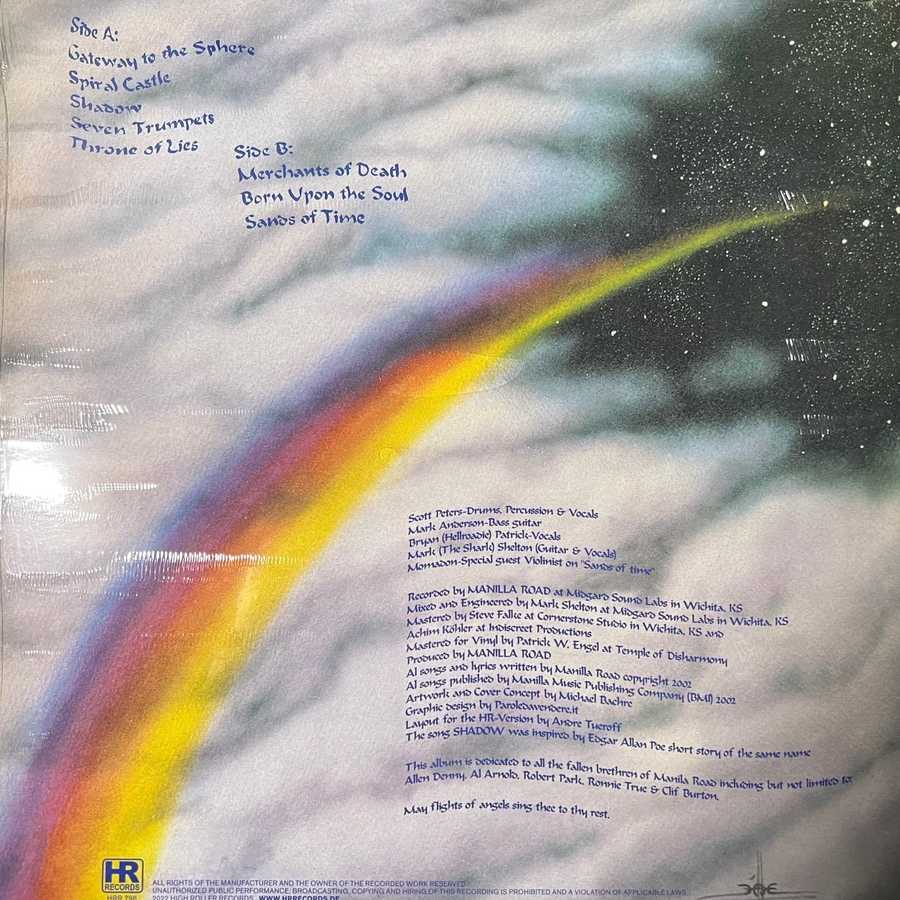 Side A:
Gateway to the Sphere
Spiral Castle
Shadow
Seven Trumpets
Throne of Lies
Side B:
Merchants of Death
Born Upon the Soul
Sands of Time
Scott Peters-Drums, Percussion & Vocals
Mark Anderson-Bass guitar
Bryan (Hellroadie) Patrick-Vocals
Mark (The Shark) Shelton (Guitar & Vocals)
Momadon-Special guest Violinist on "Sands of time"
Recorded by MANILLA ROAD at Midgard Sound Labs in Wichita, KS
Mixed and Engineered by Mark Shelton at Midgard Sound Labs in Wichita, KS
Mastered by Steve Falke at Cornerstone Studio in Wichita, KS and
Achim Köhler at Indiscreet Productions
Mastered for Vinyl by Patrick W. Engel at Temple of Disharmony
Produced by MANILLA ROAD
Al songs and lyrics written by Manilla Road copyright 2002
Al songs published by Manilla Music Publishing Company (BMI) 2002
Artwork and Cover Concept by Michael Bachre
Graphic design by Paroledavendere.it
Layout for the HR-Version by Andre Tueroff
The song SHADOW was inspired by Edgar Allan Poe short story of the same name
This album is dedicated to all the fallen brethren of Manila Road including but not limited to:
Allen Denny, Al Arnold, Robert Park, Ronnie True & Clif Burton.
May flights of angels sing thee to thy rest.
HR
RECORDS
HRR 798
ALL RIGHTS OF THE MANUFACTURER AND THE OWNER OF THE RECORDED WORK RESERVED
UNAUTHORIZED PUBLIC PERFORMANCE, BROADCASTING, COPYING AND HIRING OF THIS RECORDING IS PROHIBITED AND A VIOLATION OF APPLICABLE LAWS
2022 HIGH ROLLER RECORDS WWW.HRRECORDS.DE